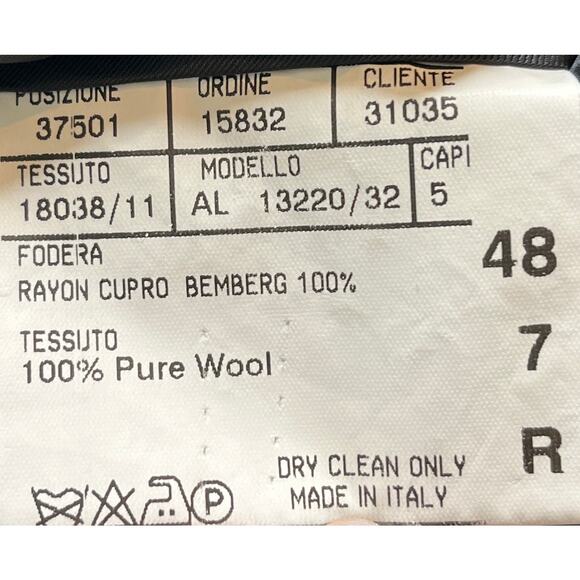 POSIZIONE ORDINE CLIENTE
37501 15832 31035
TESSUTO MODELLO CAPI
18038/11 AL 13220/32 5
FODERA
RAYON CUPRO BEMBERG 100%
48
TESSUTO
100% Pure Wool
7
DRY CLEAN ONLY
R
MADE IN ITALY
P